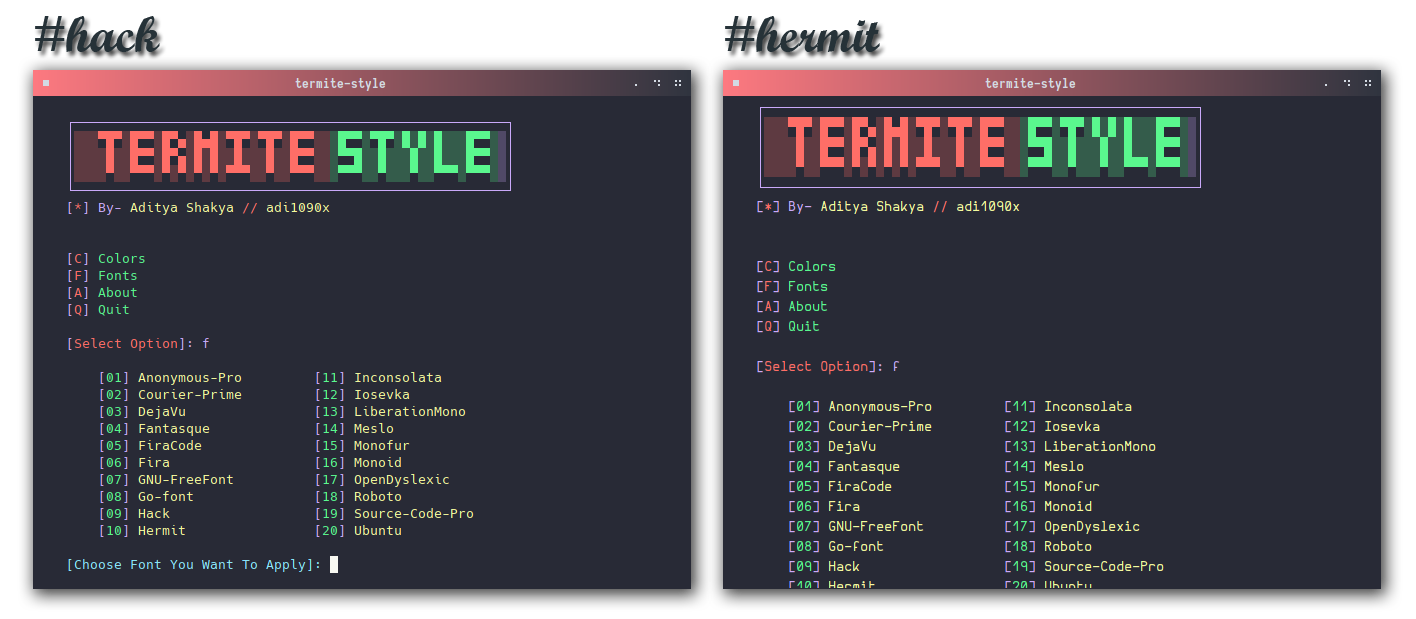 #hack
termite-style
TERMITE STYLE
[*] By- Aditya Shakya // adi1090x
[C] Colors
[F] Fonts
[A] About
[Q] Quit
[Select Option]: f
[01] Anonymous-Pro [11] Inconsolata
[02] Courier-Prime [12] Iosevka
[03] DejaVu [13] LiberationMono
[04] Fantasque [14] Meslo
[05] FiraCode [15] Monofur
[06] Fira [16] Monoid
[07] GNU-FreeFont [17] OpenDyslexic
[08] Go-font [18] Roboto
[09] Hack [19] Source-Code-Pro
[10] Hermit [20] Ubuntu
[Choose Font You Want To Apply]:
#hermit
termite-style
TERMITE STYLE
[*] By- Aditya Shakya // adi1090x
[C] Colors
[F] Fonts
[A] About
[Q] Quit
[Select Option]: f
[01] Anonymous-Pro [11] Inconsolata
[02] Courier-Prime [12] Iosevka
[03] DejaVu [13] LiberationMono
[04] Fantasque [14] Meslo
[05] FiraCode [15] Monofur
[06] Fira [16] Monoid
[07] GNU-FreeFont [17] OpenDyslexic
[08] Go-font [18] Roboto
[09] Hack [19] Source-Code-Pro
[10] Hermit [20] Ubuntu